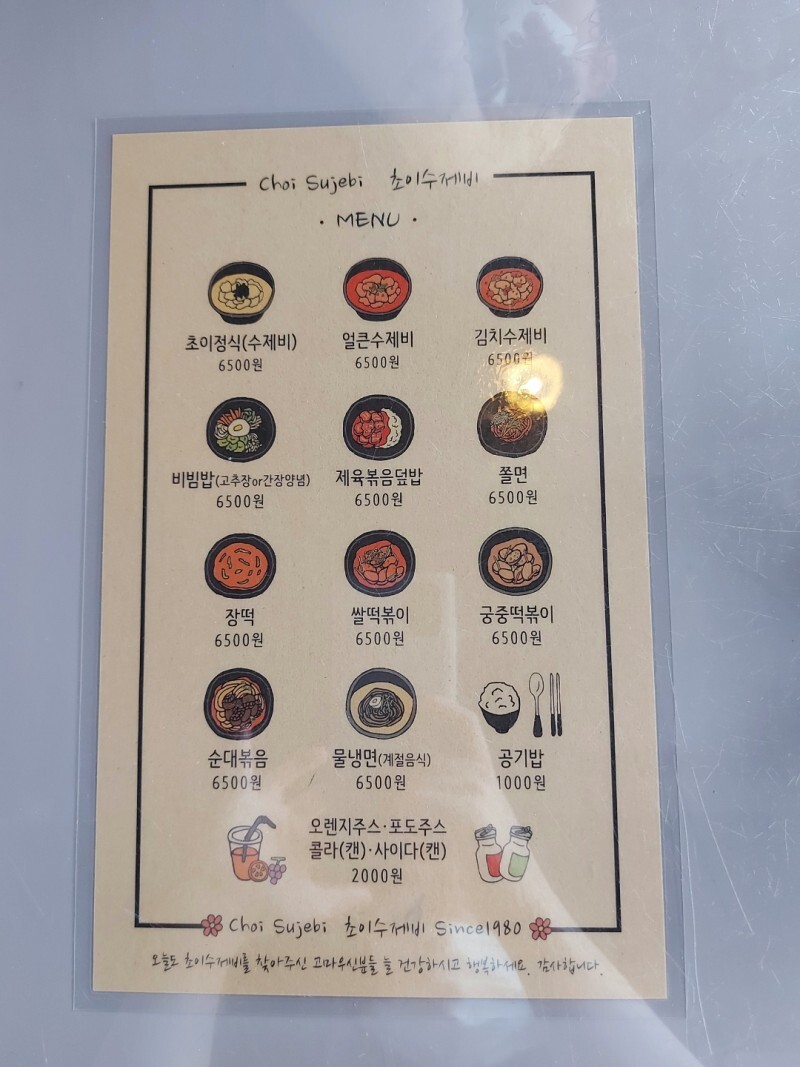 Choi Sujebi 초이수제비
· MENU ·
초이정식(수제비) 얼큰수제비 김치수제비
6500원 6500원 6500원
비빔밥(고추장or간장양념) 제육볶음덮밥 쫄면
6500원 6500원 6500원
장떡 쌀떡볶이 궁중떡볶이
6500원 6500원 6500원
순대볶음 물냉면(계절음식) 공기밥
6500원 6500원 1000원
오렌지주스·포도주스
콜라(캔)·사이다(캔)
2000원
Choi Sujebi 초이수제비 Since1980
오늘도 초이수제비를 찾아주신 고마우신분들 늘 건강하시고 행복하세요. 감사합니다.